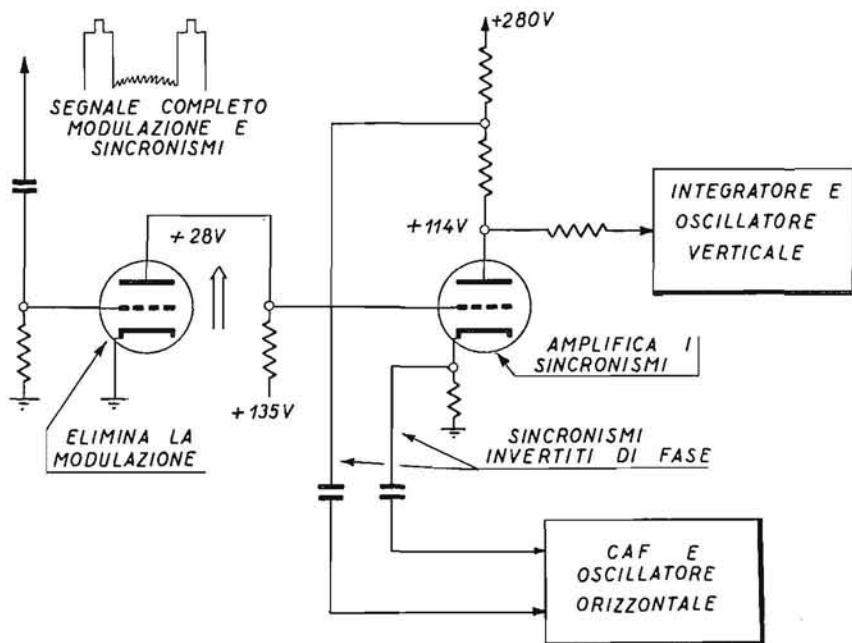 +280V
SEGNALE COMPLETO
MODULAZIONE E
SINCRONISMI
+28V
+114V
INTEGRATORE E
OSCILLATORE
VERTICALE
+135V
AMPLIFICA I
SINCRONISMI
ELIMINA LA
MODULAZIONE
SINCRONISMI
INVERTITI DI FASE
CAF E
OSCILLATORE
ORIZZONTALE